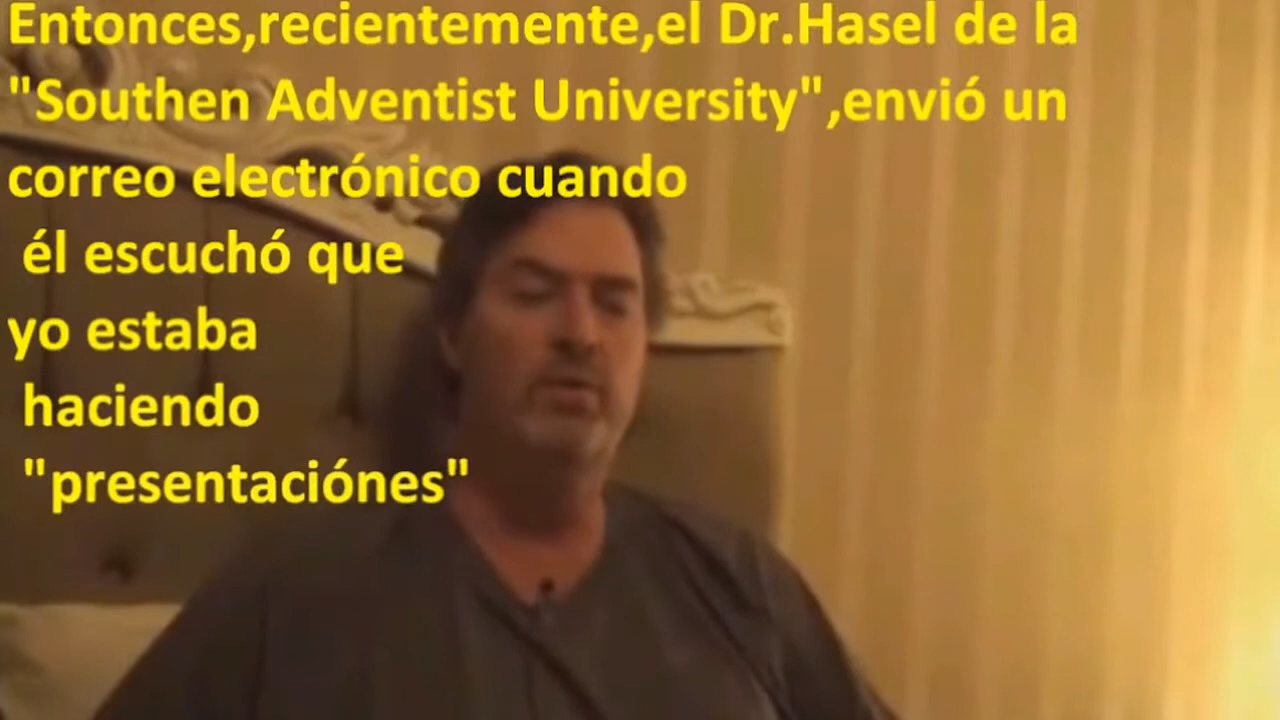 Entonces,recientemente,el Dr.Hasel de la
"Southen Adventist University",envió un
correo electrónico cuando
él escuchó que
yo estaba
haciendo
"presentaciónes"